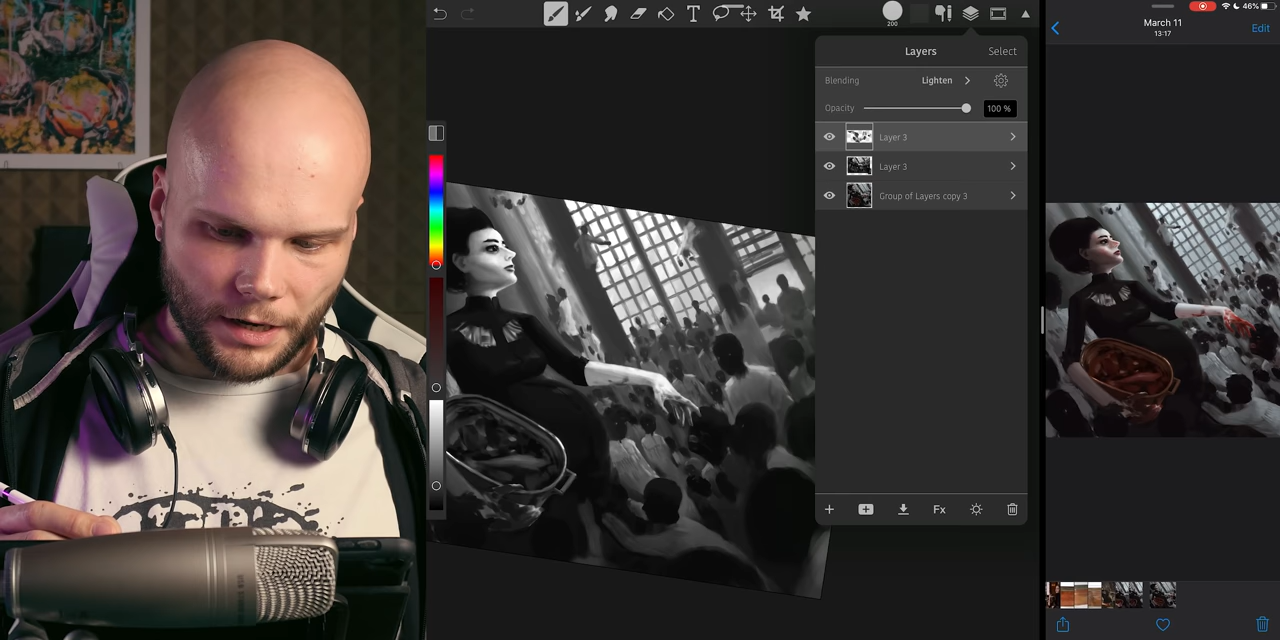 200
Layers
Select
Blending
Lighten
Opacity
100 %
Layer 3
Layer 3
Group of Layers copy 3
Fx
March 11
13:17
Edit
46%